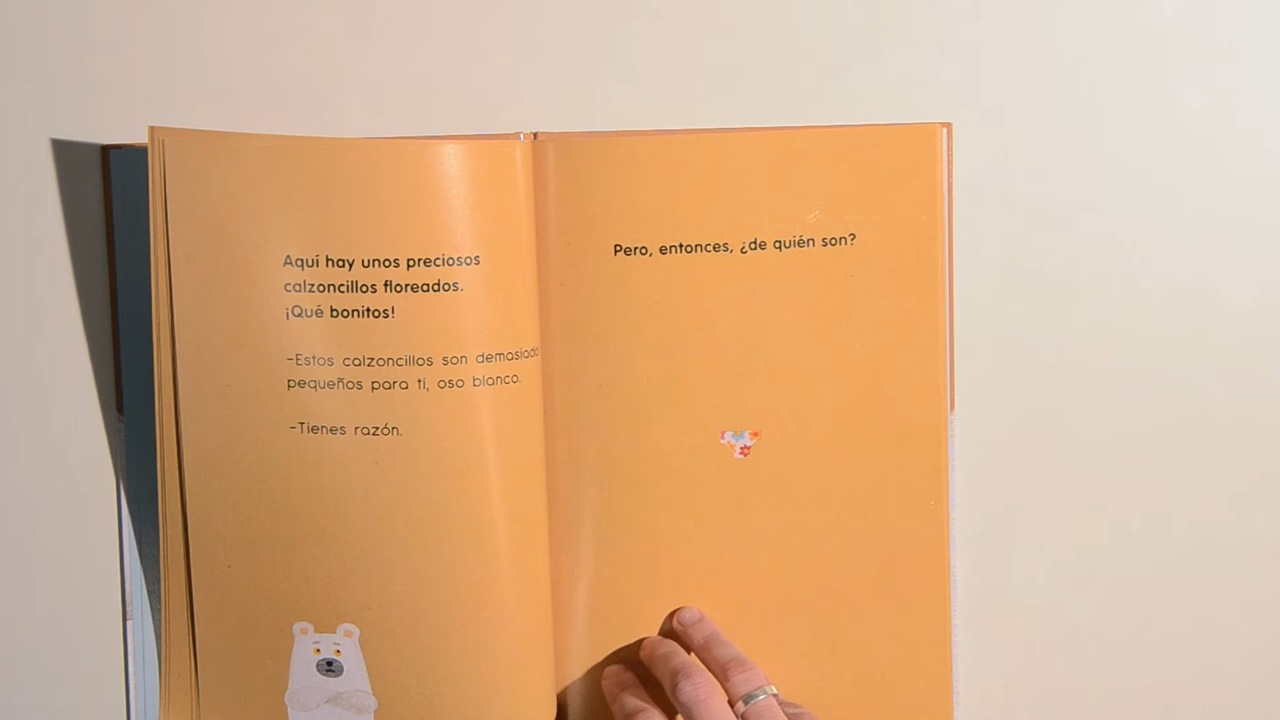 Aquí hay unos preciosos
calzoncillos floreados.
¡Qué bonitos!
-Estos calzoncillos son demasiado
pequeños para ti, oso blanco.
-Tienes razón.
Pero, entonces, ¿de quién son?